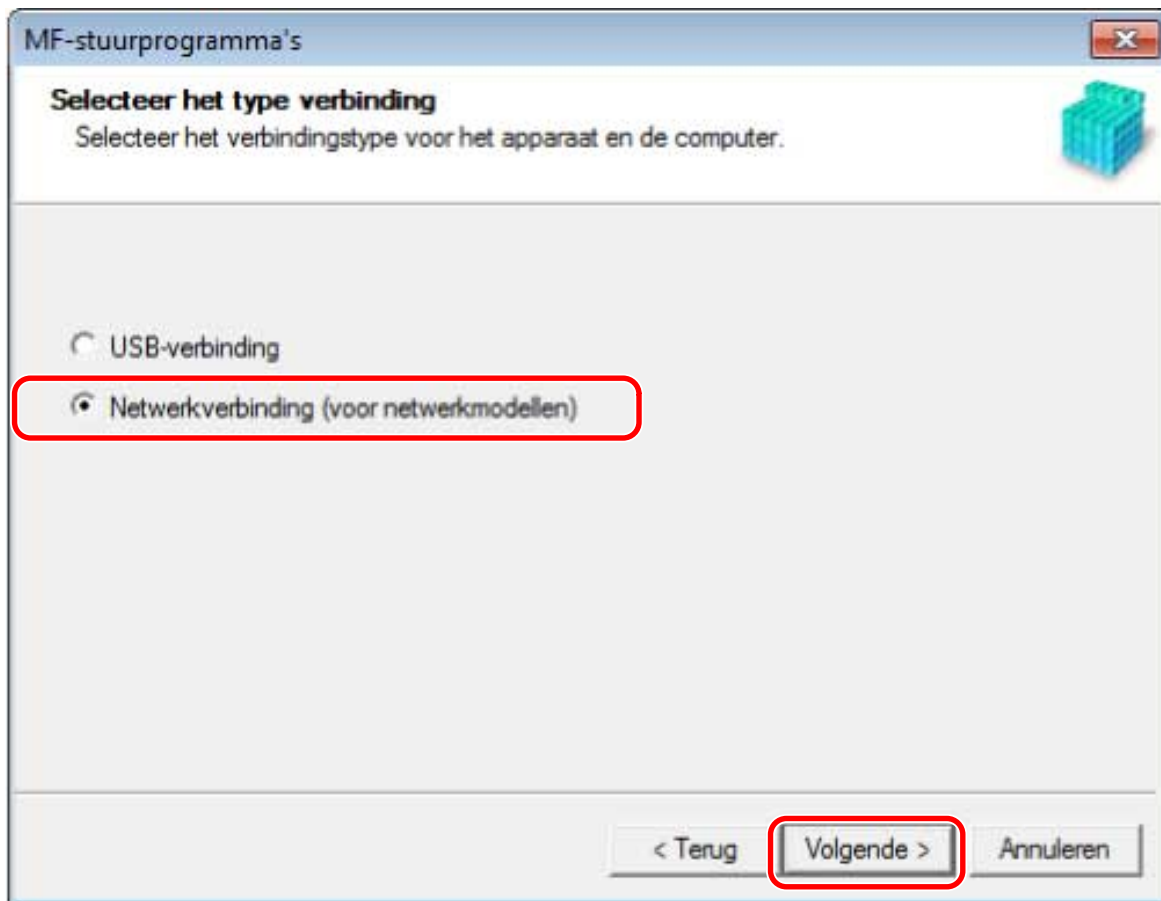 MF-stuurprogramma's
Selecteer het type verbinding
Selecteer het verbindingstype voor het apparaat en de computer.
USB-verbinding
Netwerkverbinding (voor netwerkmodellen)
< Terug
Volgende >
Annuleren